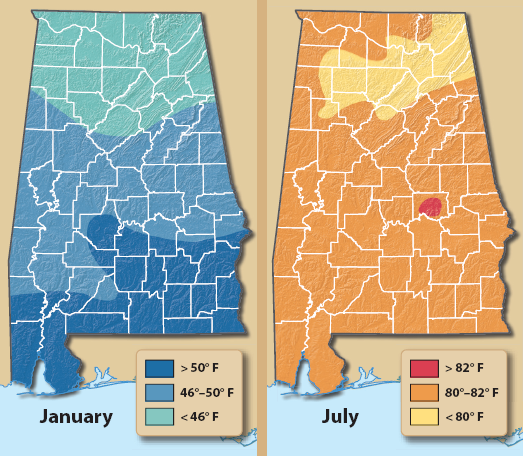 > 50° F
46°–50° F
< 46° F
January
> 82° F
80°–82° F
< 80° F
July